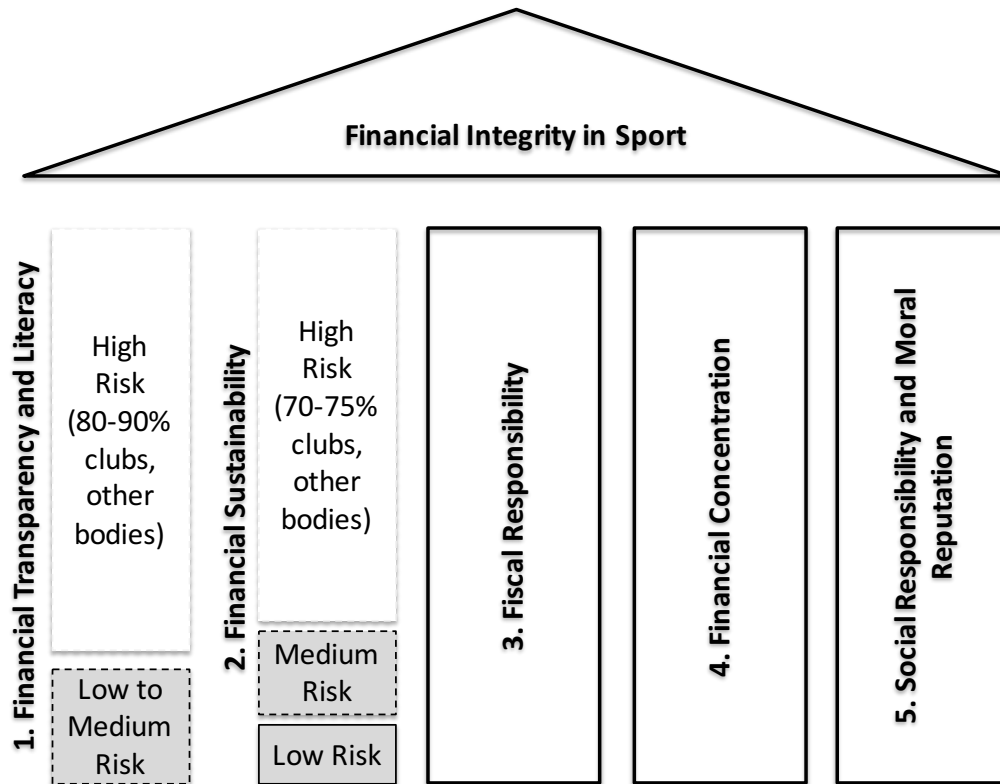 Financial Integrity in Sport
1. Financial Transparency and Literacy
High
Risk
(80-90%
clubs,
other
bodies)
Low to
Medium
Risk
2. Financial Sustainability
High
Risk
(70-75%
clubs,
other
bodies)
Medium
Risk
Low Risk
3. Fiscal Responsibility
4. Financial Concentration
5. Social Responsibility and Moral
Reputation